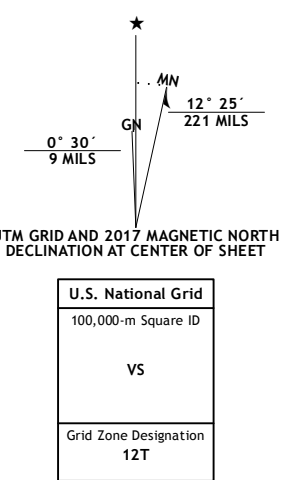 MN
GN
12° 25´
221 MILS
0° 30´
9 MILS
UTM GRID AND 2017 MAGNETIC NORTH
DECLINATION AT CENTER OF SHEET
U.S. National Grid
100,000-m Square ID
VS
Grid Zone Designation
12T